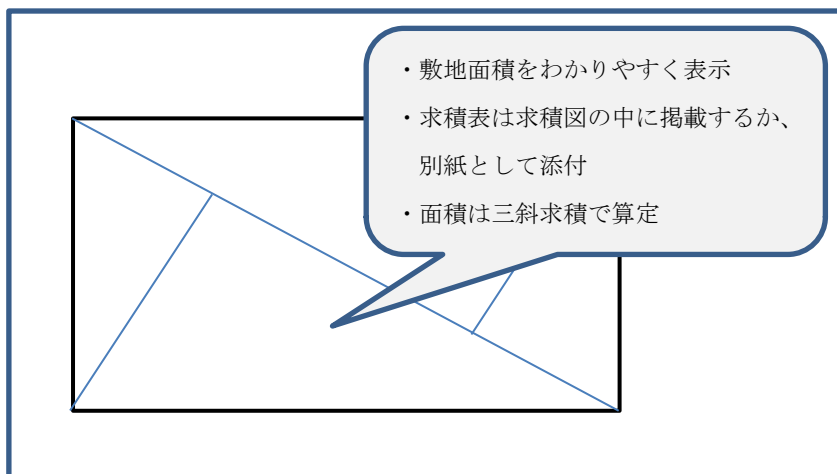 ・敷地面積をわかりやすく表示
・求積表は求積図の中に掲載するか、
別紙として添付
・面積は三斜求積で算定